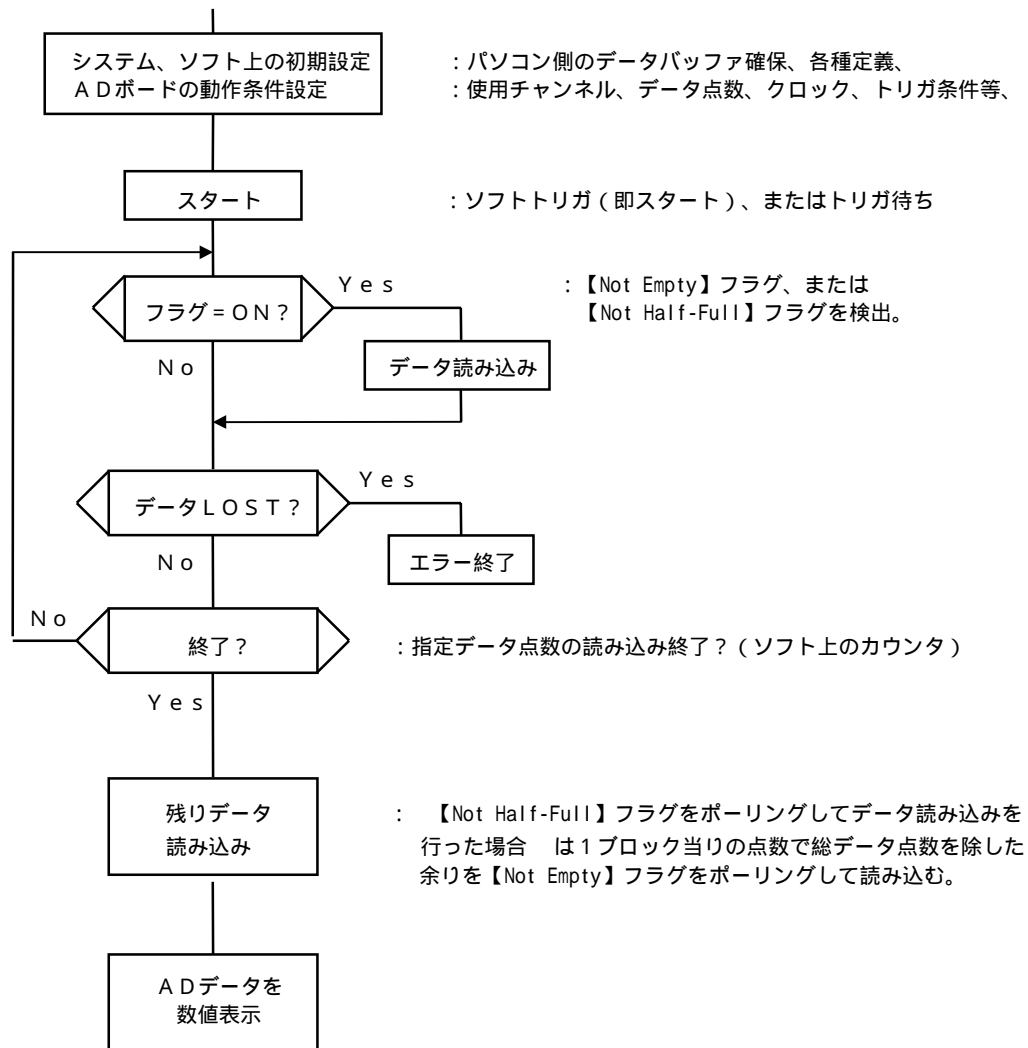 システム、ソフト上の初期設定
ＡＤボードの動作条件設定
：パソコン側のデータバッファ確保、各種定義、
：使用チャンネル、データ点数、クロック、トリガ条件等、
スタート
：ソフトトリガ（即スタート）、またはトリガ待ち
フラグ＝ＯＮ？
Ｙｅｓ
：【Not Empty】フラグ、または
【Not Half-Full】フラグを検出。
Ｎｏ
データ読み込み
データＬＯＳＴ？
Ｙｅｓ
Ｎｏ
エラー終了
Ｎｏ
終了？
：指定データ点数の読み込み終了？（ソフト上のカウンタ）
Ｙｅｓ
残りデータ
読み込み
： 【Not Half-Full】フラグをポーリングしてデータ読み込みを
行った場合　は１ブロック当りの点数で総データ点数を除した
余りを【Not Empty】フラグをポーリングして読み込む。
ＡＤデータを
数値表示